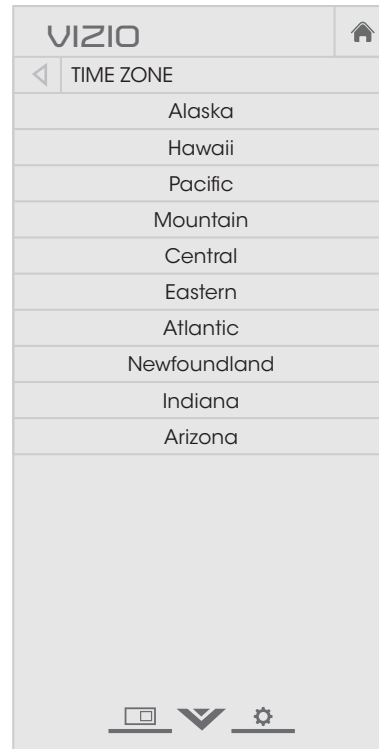 VIZIO
TIME ZONE
Alaska
Hawaii
Pacific
Mountain
Central
Eastern
Atlantic
Newfoundland
Indiana
Arizona